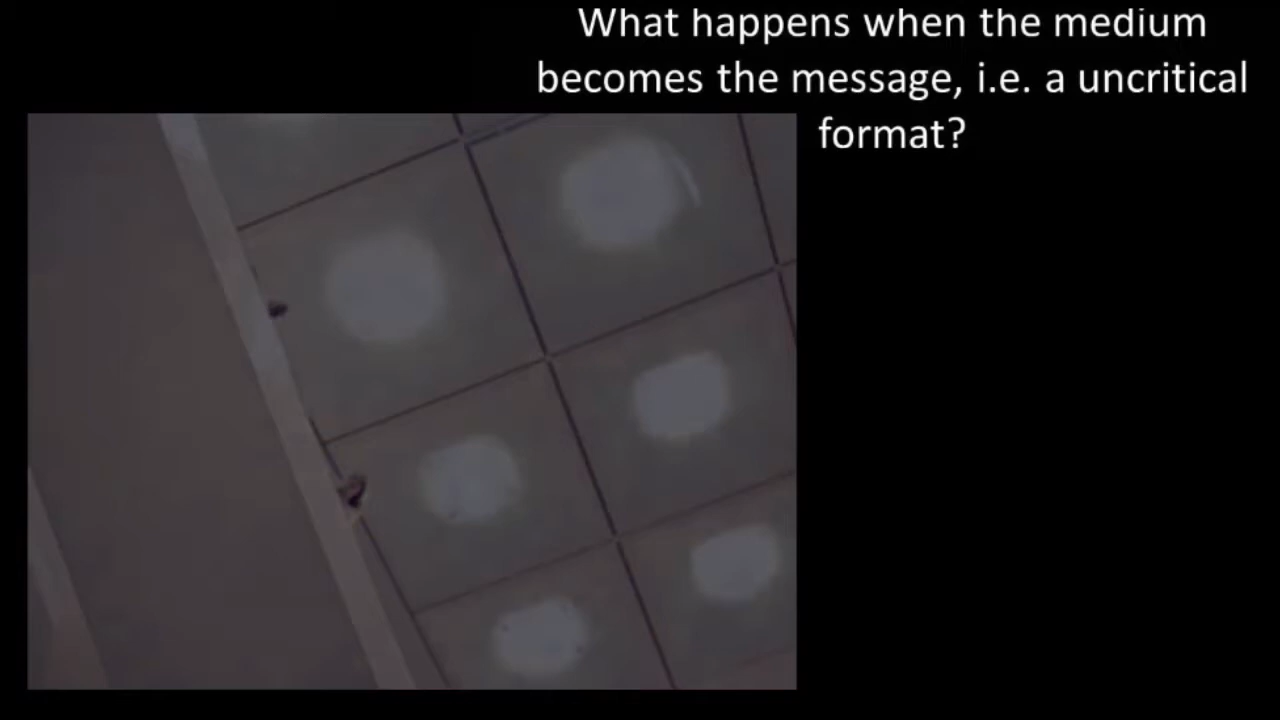 What happens when the medium
becomes the message, i.e. a uncritical
format?